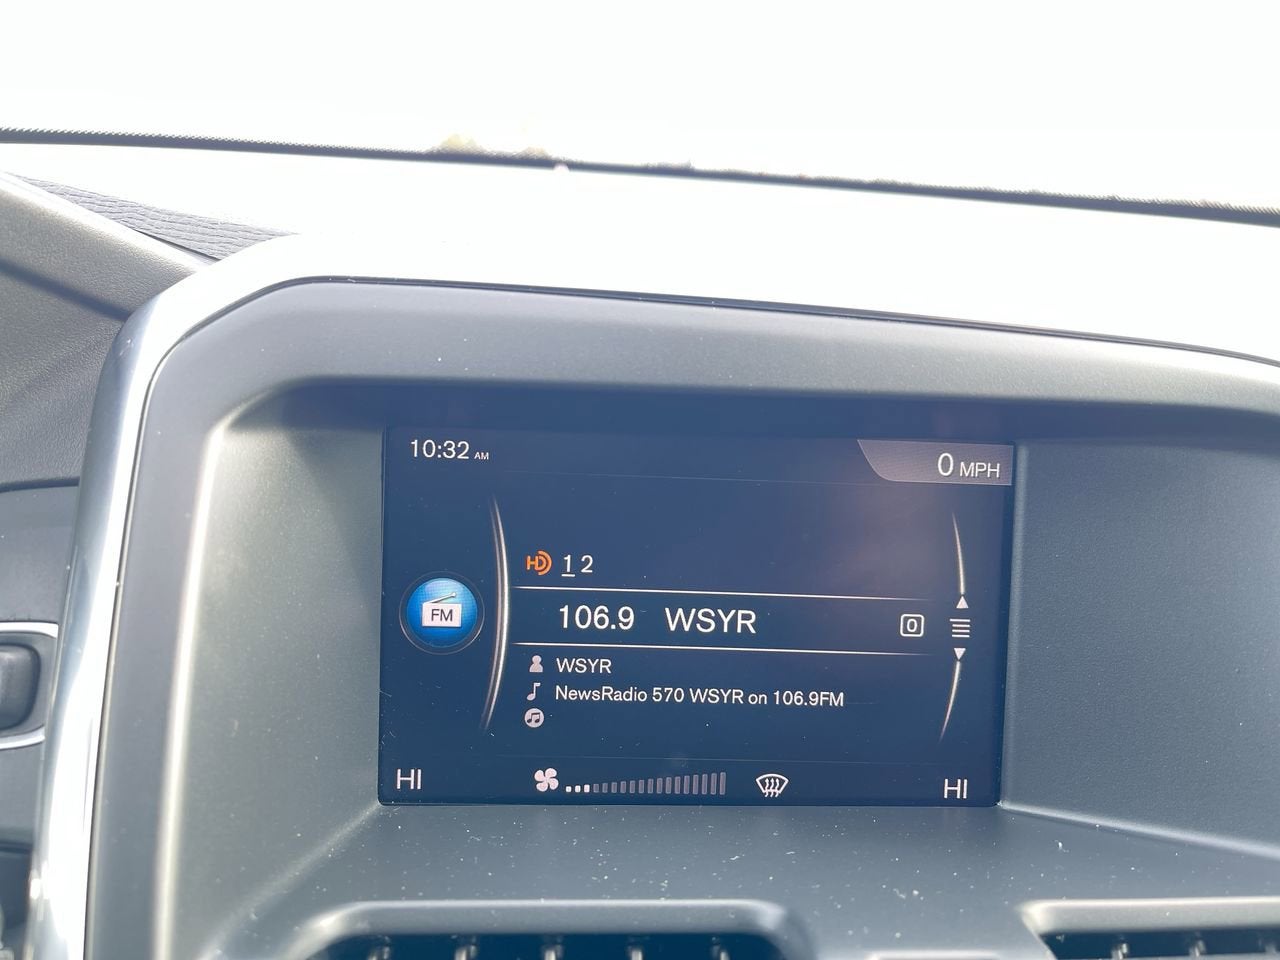 10:32 AM
0 MPH
HD 1 2
FM
106.9 WSYR 0
WSYR
NewsRadio 570 WSYR on 106.9FM
HI HI